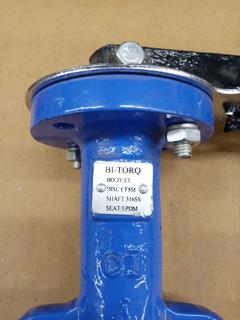 BI-TORQ
BODY:CI
DISC:CF8M
SHAFT:316SS
SEAT:EPDM